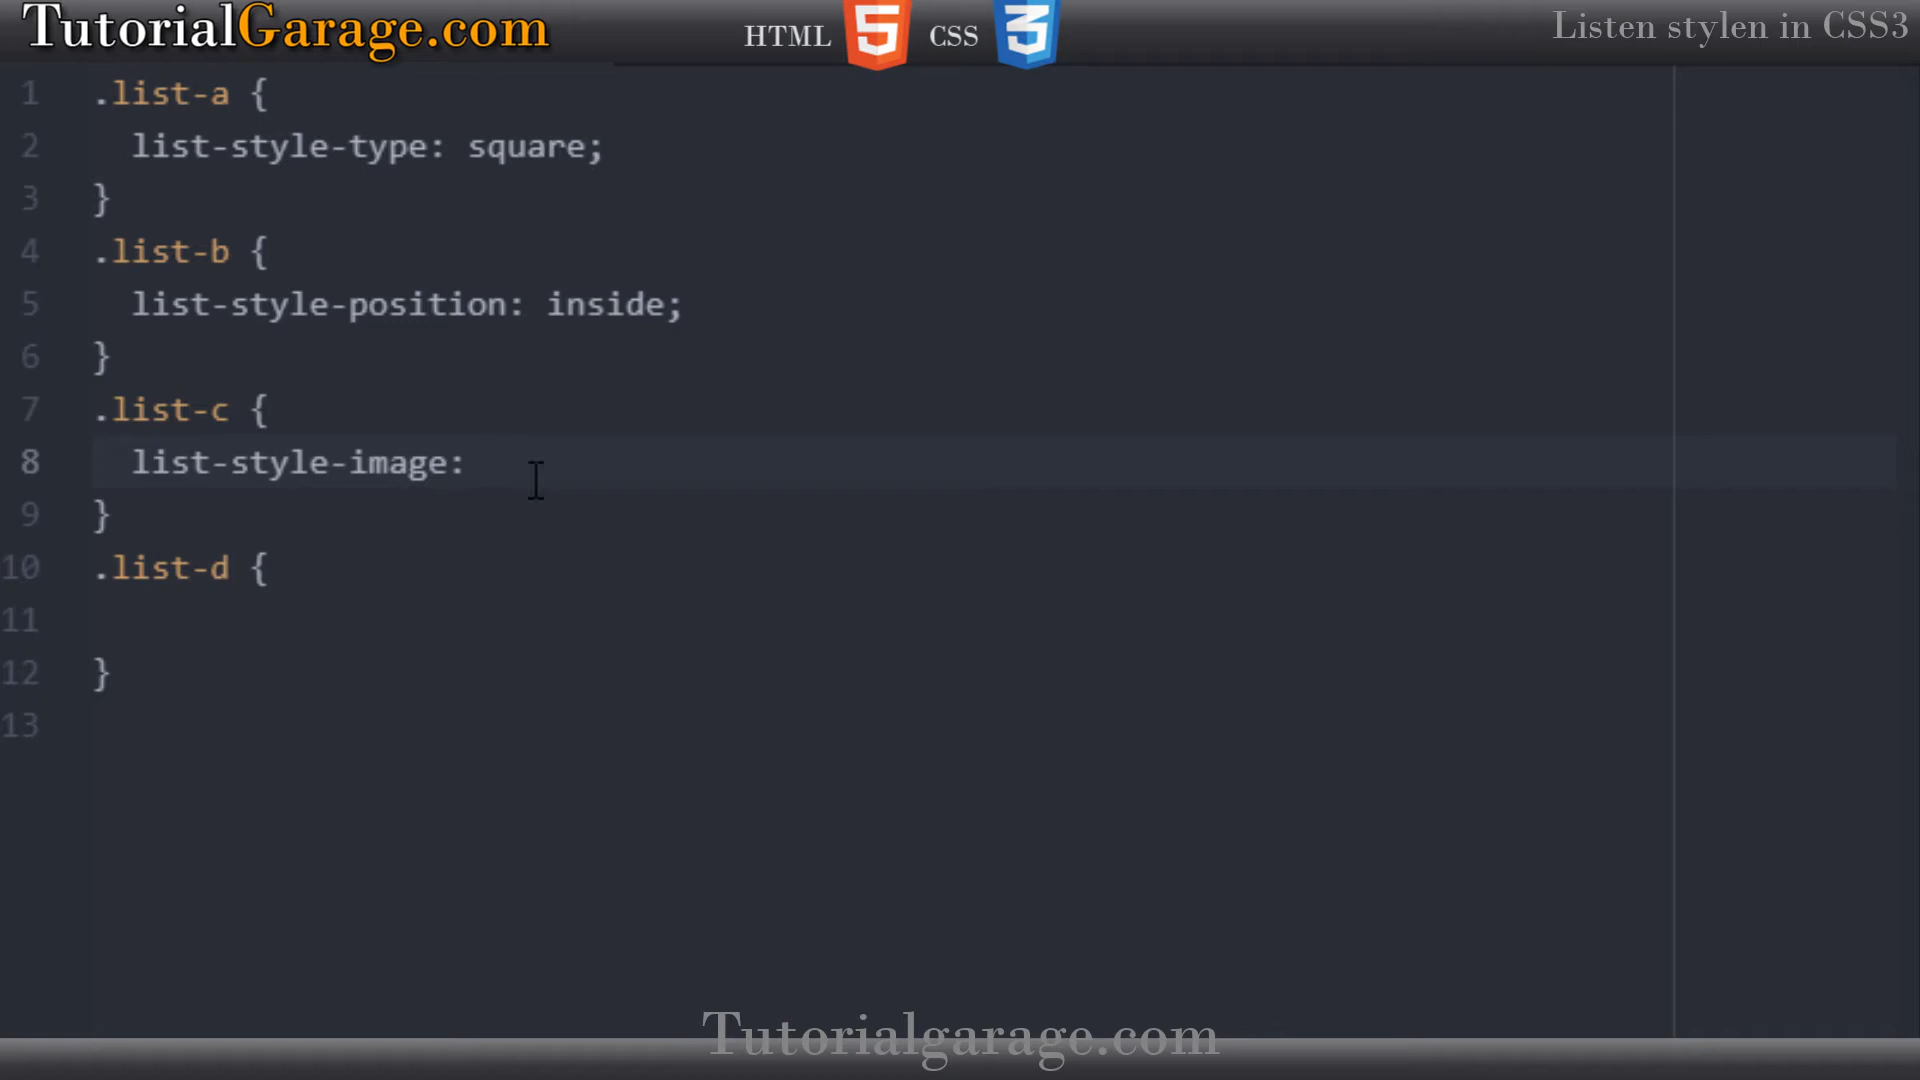 TutorialGarage.com
HTML 5 CSS 3
Listen stylen in CSS3
1 .list-a {
2   list-style-type: square;
3 }
4 .list-b {
5   list-style-position: inside;
6 }
7 .list-c {
8   list-style-image:
9 }
10 .list-d {
11
12 }
13
Tutorialgarage.com